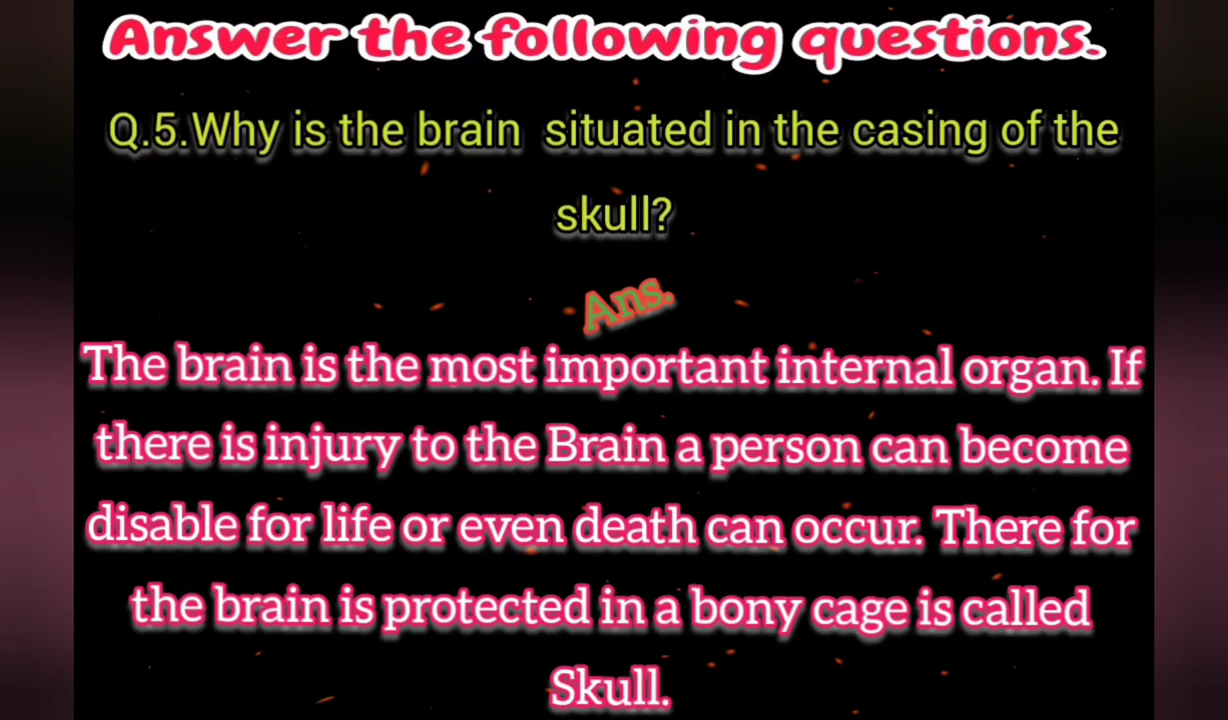 Answer the following questions.
Q.5.Why is the brain situated in the casing of the
skull?
Ans.
The brain is the most important internal organ. If
there is injury to the Brain a person can become
disable for life or even death can occur. There for
the brain is protected in a bony cage is called
Skull.